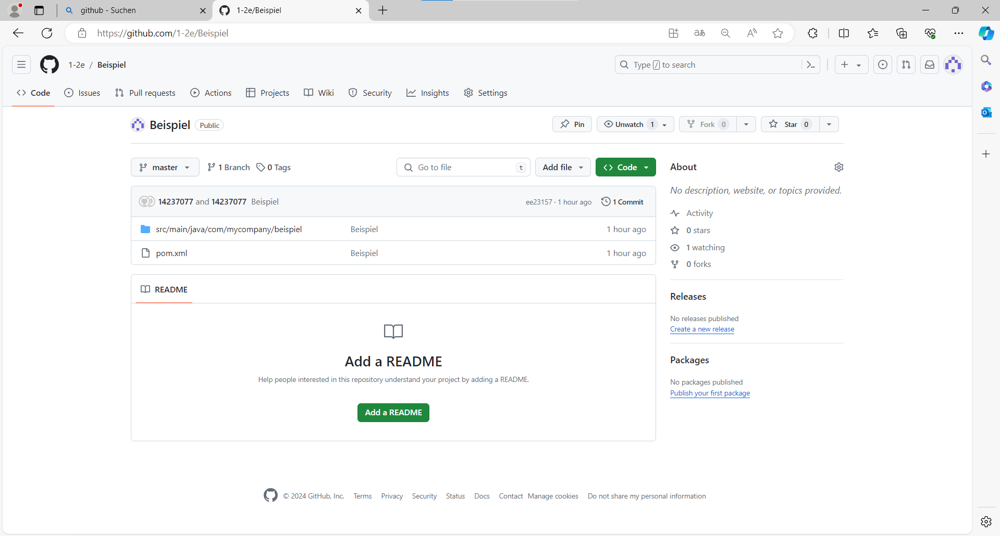 github - Suchen
1-2e/Beispiel
https://github.com/1-2e/Beispiel
aあ
A
1-2e / Beispiel
Type / to search
Code Issues Pull requests Actions Projects Wiki Security Insights Settings
Beispiel Public
Pin Unwatch 1 Fork 0 Star 0
master 1 Branch 0 Tags Go to file t Add file Code
14237077 and 14237077 Beispiel ee23157 · 1 hour ago 1 Commit
src/main/java/com/mycompany/beispiel Beispiel 1 hour ago
pom.xml Beispiel 1 hour ago
README
Add a README
Help people interested in this repository understand your project by adding a README.
Add a README
About
No description, website, or topics provided.
Activity
0 stars
1 watching
0 forks
Releases
No releases published
Create a new release
Packages
No packages published
Publish your first package
© 2024 GitHub, Inc. Terms Privacy Security Status Docs Contact Manage cookies Do not share my personal information